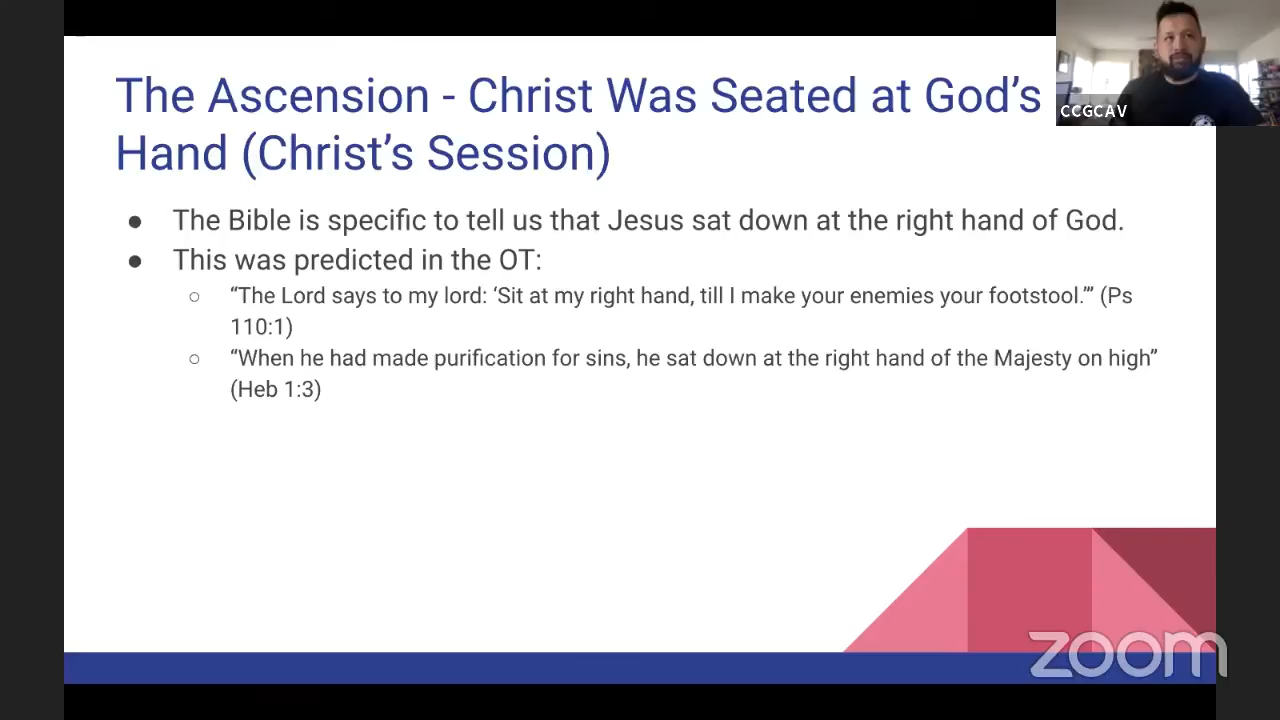 The Ascension - Christ Was Seated at God’s
Hand (Christ’s Session)
CCGCAV
● The Bible is specific to tell us that Jesus sat down at the right hand of God.
● This was predicted in the OT:
○ “The Lord says to my lord: ‘Sit at my right hand, till I make your enemies your footstool.’” (Ps
110:1)
○ “When he had made purification for sins, he sat down at the right hand of the Majesty on high”
(Heb 1:3)
zoom